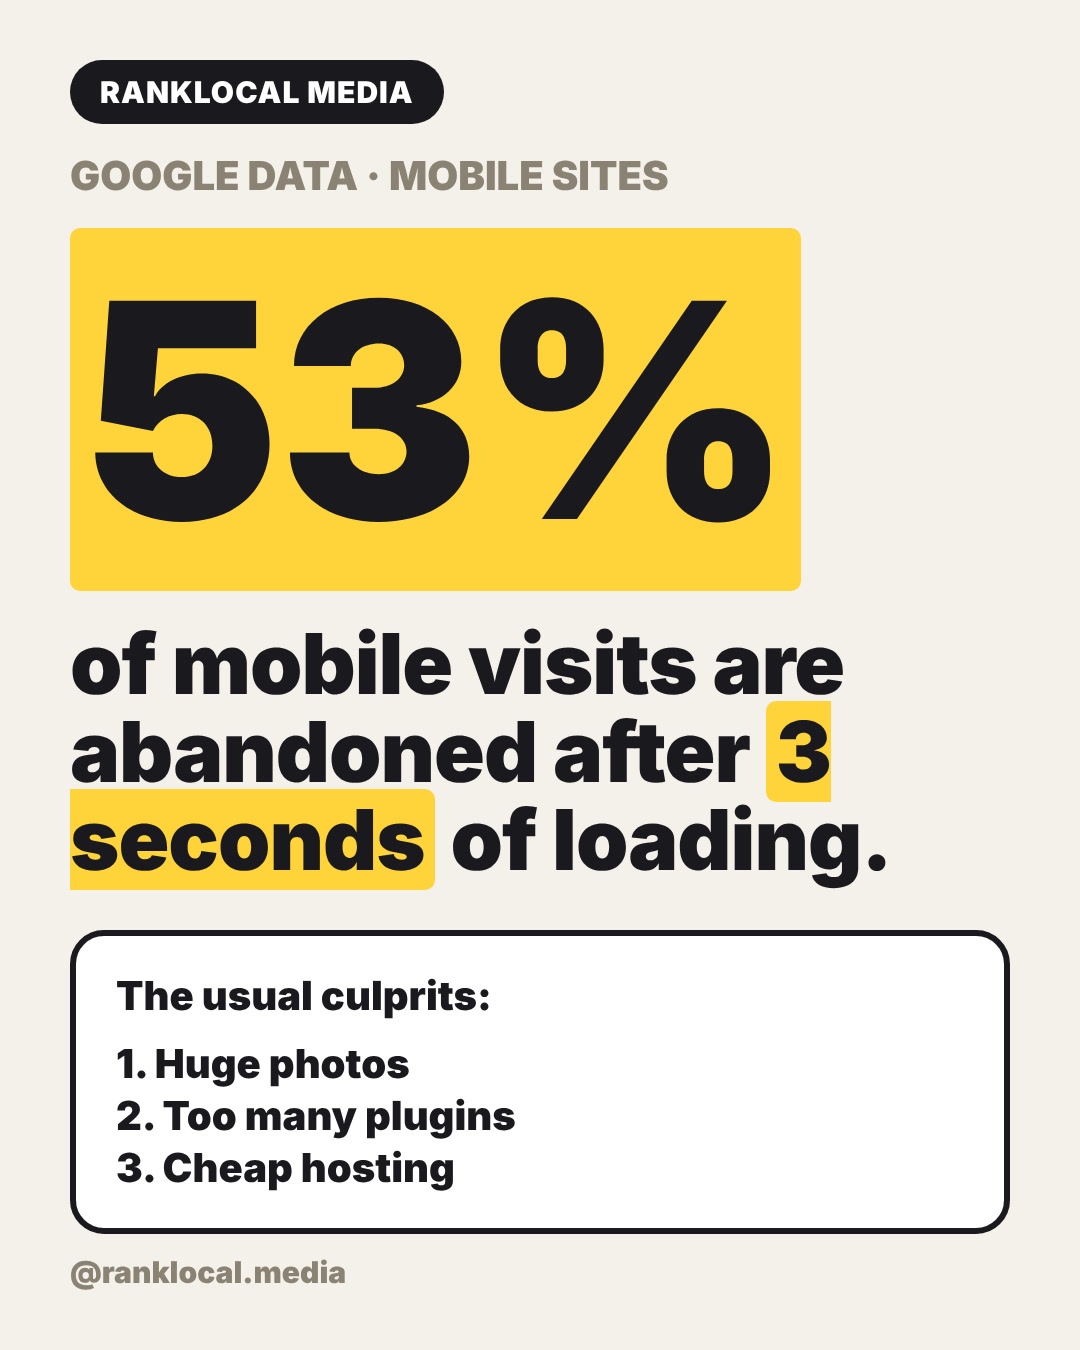 RANKLOCAL MEDIA
GOOGLE DATA · MOBILE SITES
53%
of mobile visits are
abandoned after 3
seconds of loading.
The usual culprits:
1. Huge photos
2. Too many plugins
3. Cheap hosting
@ranklocal.media